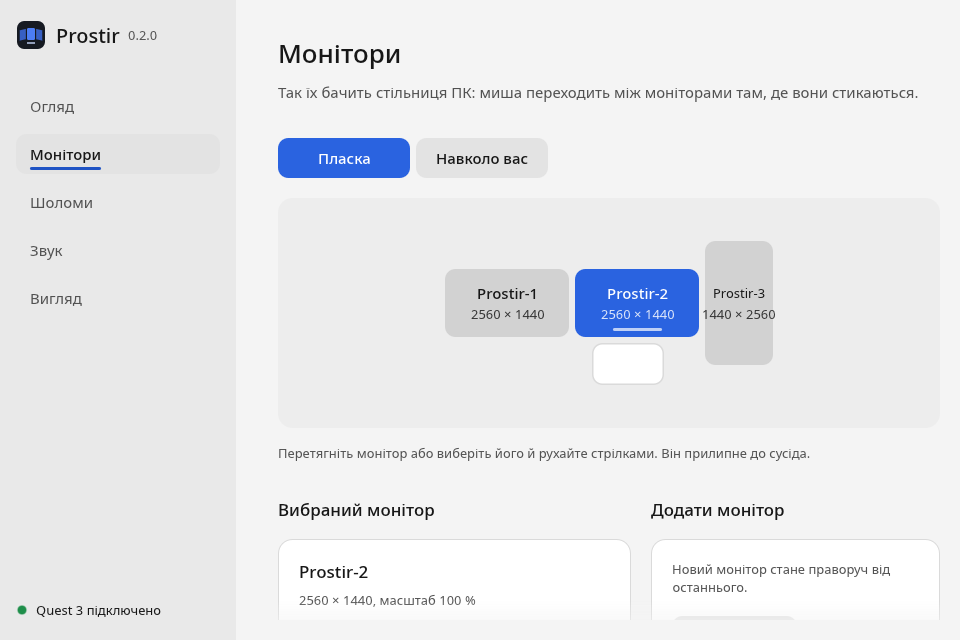 Prostir 0.2.0
Огляд
Монітори
Шоломи
Звук
Вигляд
Quest 3 підключено
Монітори
Так їх бачить стільниця ПК: миша переходить між моніторами там, де вони стикаються.
Пласка
Навколо вас
Prostir-1
2560 × 1440
Prostir-2
2560 × 1440
Prostir-3
1440 × 2560
Перетягніть монітор або виберіть його й рухайте стрілками. Він прилипне до сусіда.
Вибраний монітор
Prostir-2
2560 × 1440, масштаб 100 %
Додати монітор
Новий монітор стане праворуч від
останнього.